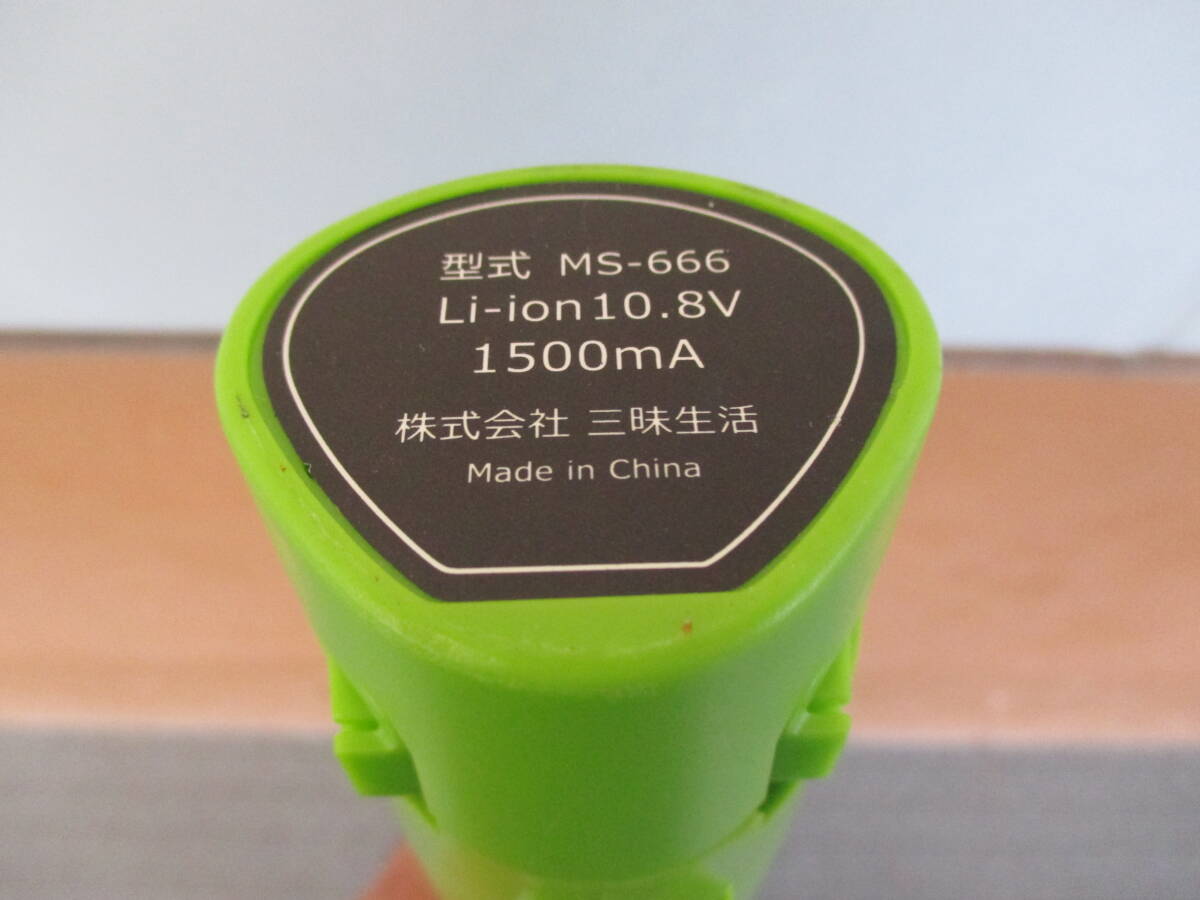 型式 MS-666
Li-ion10.8V
1500mA
株式会社 三昧生活
Made in China